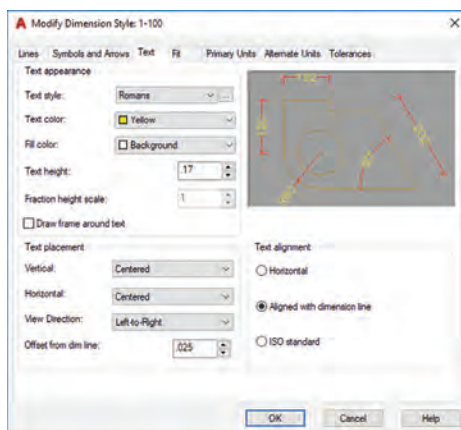 Modify Dimension Style: 1-100
Lines Symbols and Arrows Text Fit Primary Units Alternate Units Tolerances
Text appearance
Text style: Romans ...
Text color: Yellow
Fill color: Background
Text height: .17
Fraction height scale: 1
Draw frame around text
Text placement
Vertical: Centered
Horizontal: Centered
View Direction: Left-to-Right
Offset from dim line: .025
Text alignment
Horizontal
Aligned with dimension line
ISO standard
OK Cancel Help